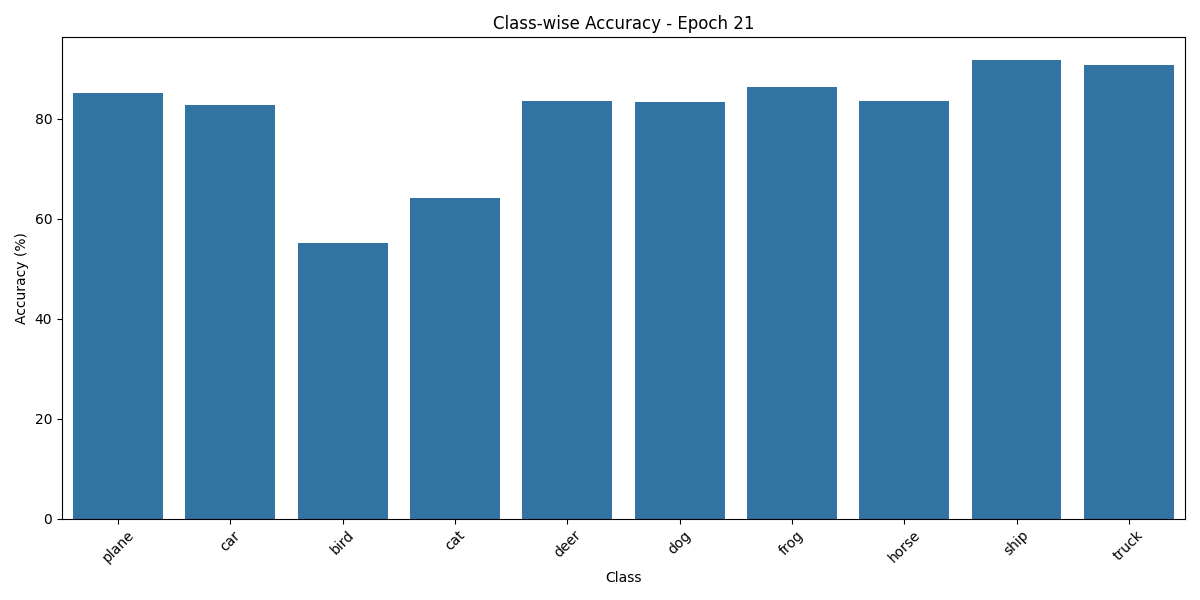 Class-wise Accuracy - Epoch 21
Accuracy (%)
80
60
40
20
0
plane
car
bird
cat
deer
dog
frog
horse
ship
truck
Class